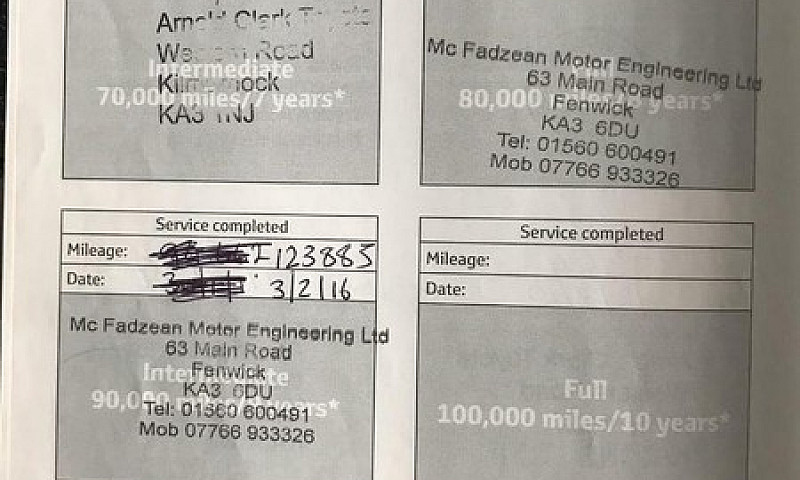 Arnold Clark
Road
Intermediate
70,000 miles/7 years*
KA3 1NJ
Mc Fadzean Motor Engineering Ltd
63 Main Road
Fenwick
80,000 years*
KA3 6DU
Tel: 01560 600491
Mob 07766 933326
Service completed
Mileage: 123885
Date: 3/2/16
Mc Fadzean Motor Engineering Ltd
63 Main Road
Fenwick
Intermediate
KA3 6DU
90,000 years*
Tel: 01560 600491
Mob 07766 933326
Service completed
Mileage:
Date:
Full
100,000 miles/10 years*